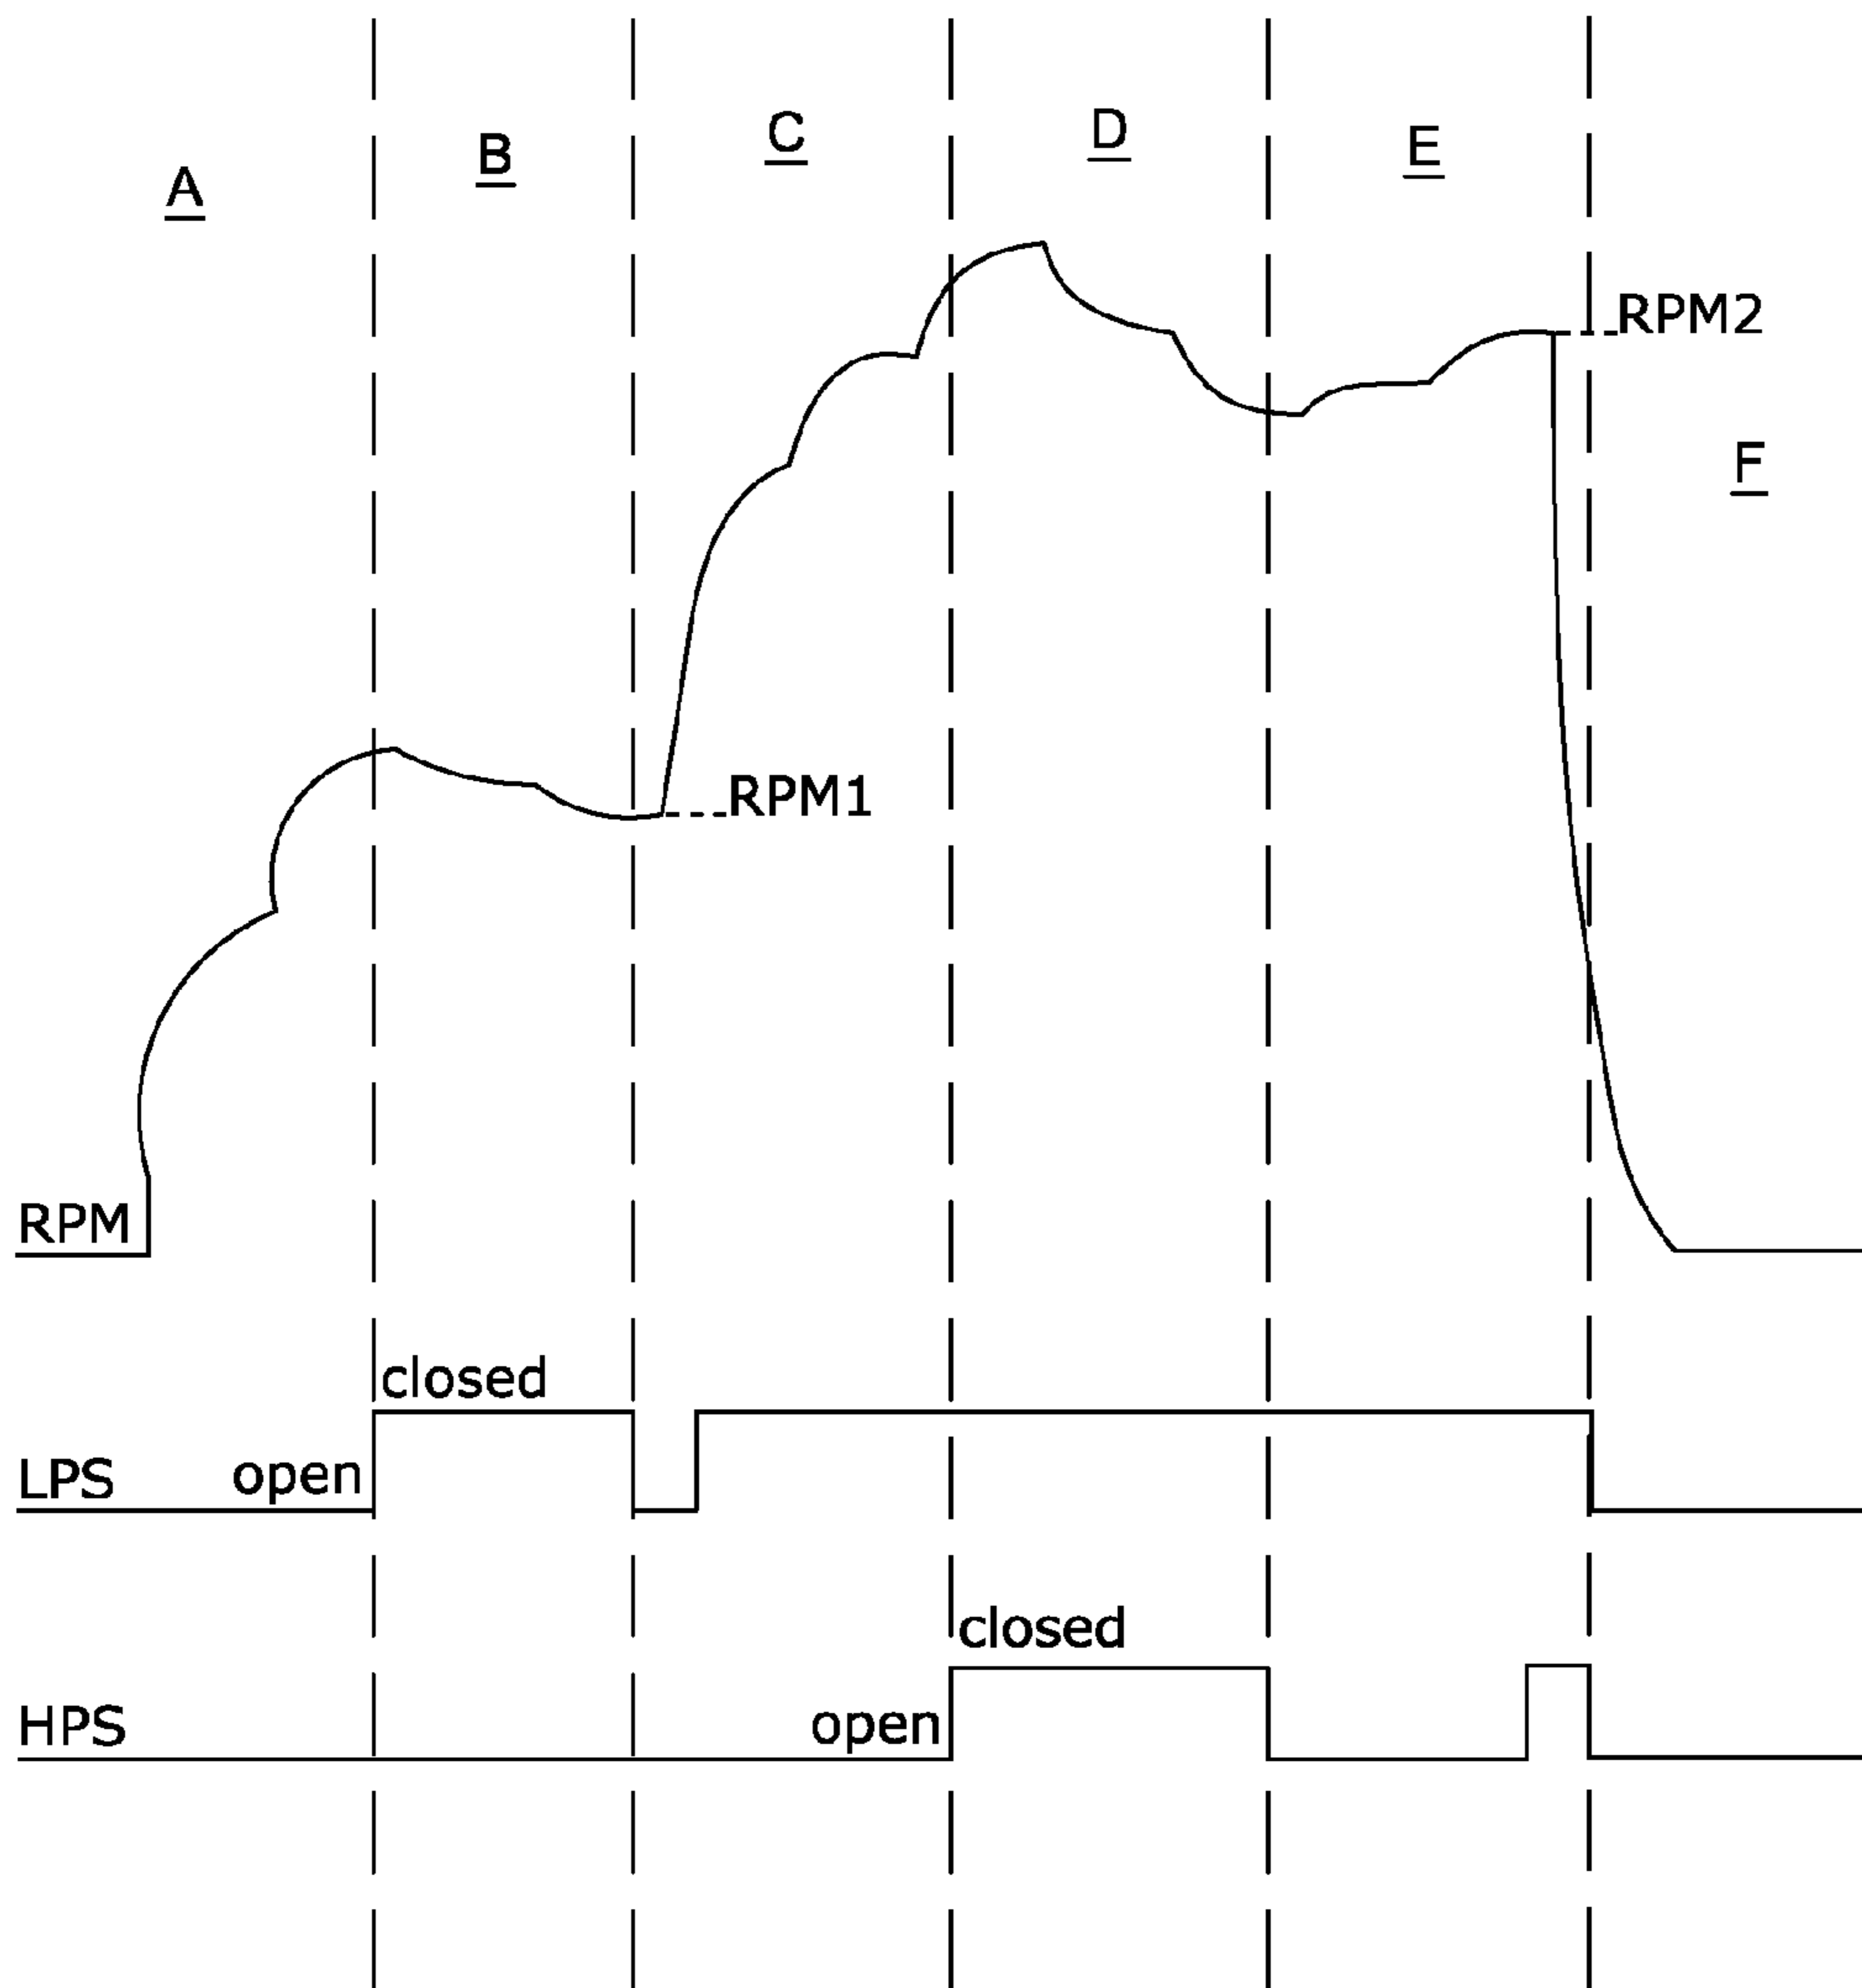 A
B
C
D
E
RPM2
F
RPM1
RPM
closed
LPS
open
closed
HPS
open